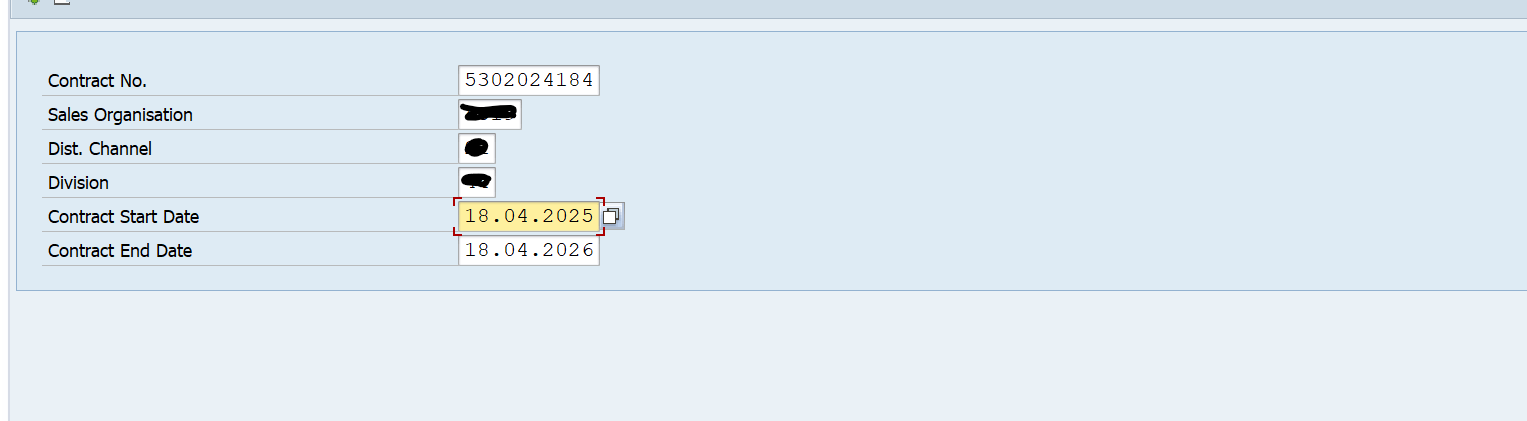 Contract No. 5302024184
Sales Organisation
Dist. Channel
Division
Contract Start Date 18.04.2025
Contract End Date 18.04.2026